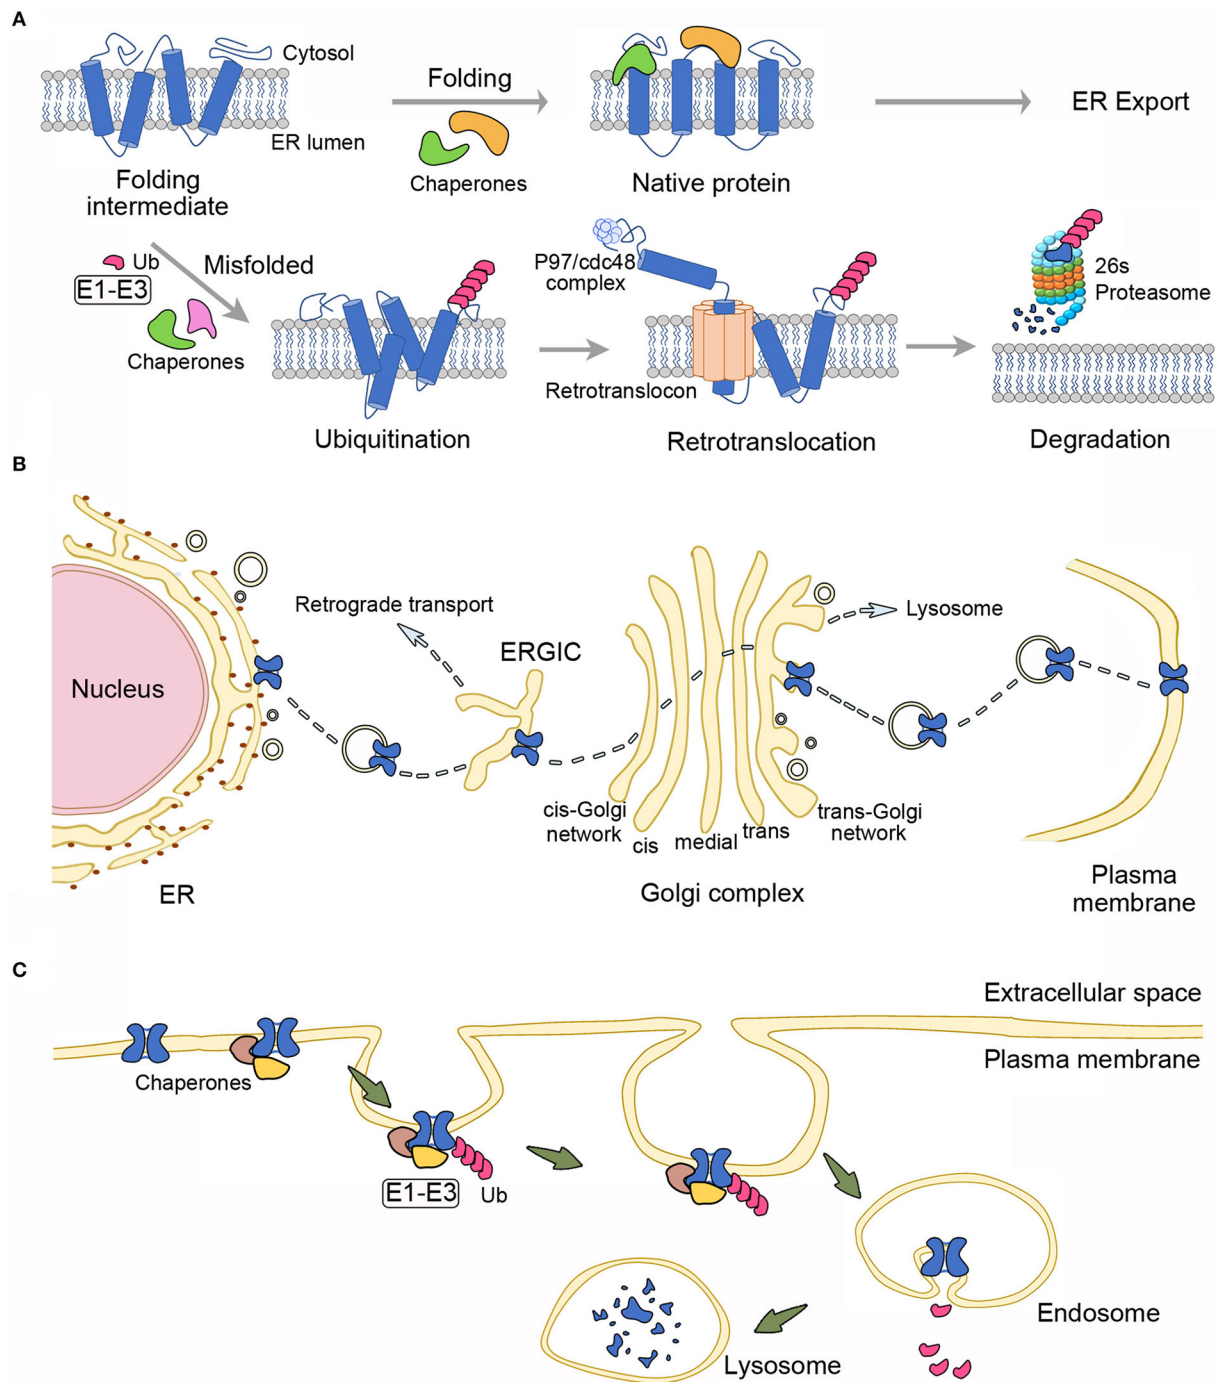 A
Cytosol
ER lumen
Folding
intermediate
Folding
Chaperones
Native protein
ER Export
Ub
E1-E3
Misfolded
Chaperones
Ubiquitination
P97/cdc48
complex
Retrotranslocon
Retrotranslocation
26s
Proteasome
Degradation
B
Nucleus
ER
Retrograde transport
ERGIC
cis-Golgi
network
cis
medial
trans
trans-Golgi
network
Golgi complex
Lysosome
Plasma
membrane
C
Extracellular space
Plasma membrane
Chaperones
E1-E3
Ub
Endosome
Lysosome